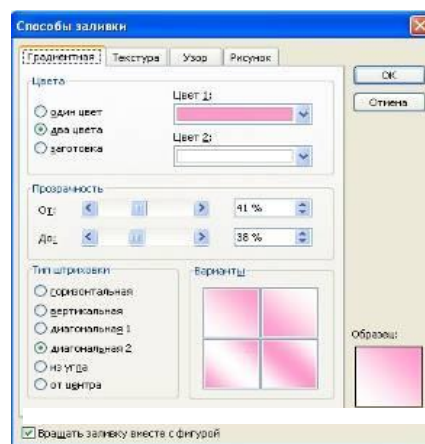 Способы заливки
Градиентная Текстура Узор Рисунок
Цвета
один цвет
два цвета
заготовка
Цвет 1:
Цвет 2:
ОК
Отмена
Прозрачность
От: 41 %
До: 38 %
Тип штриховки
горизонтальная
вертикальная
диагональная 1
диагональная 2
из угла
от центра
Варианты
Образец:
Вращать заливку вместе с фигурой